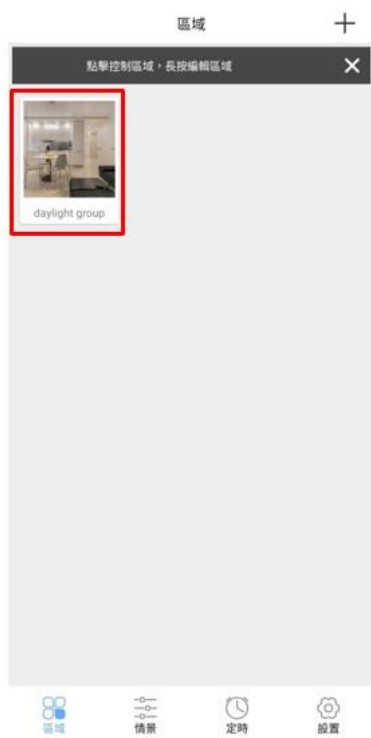 區域
點擊控制區域，長按編輯區域
daylight group
區域
情景
定時
設置